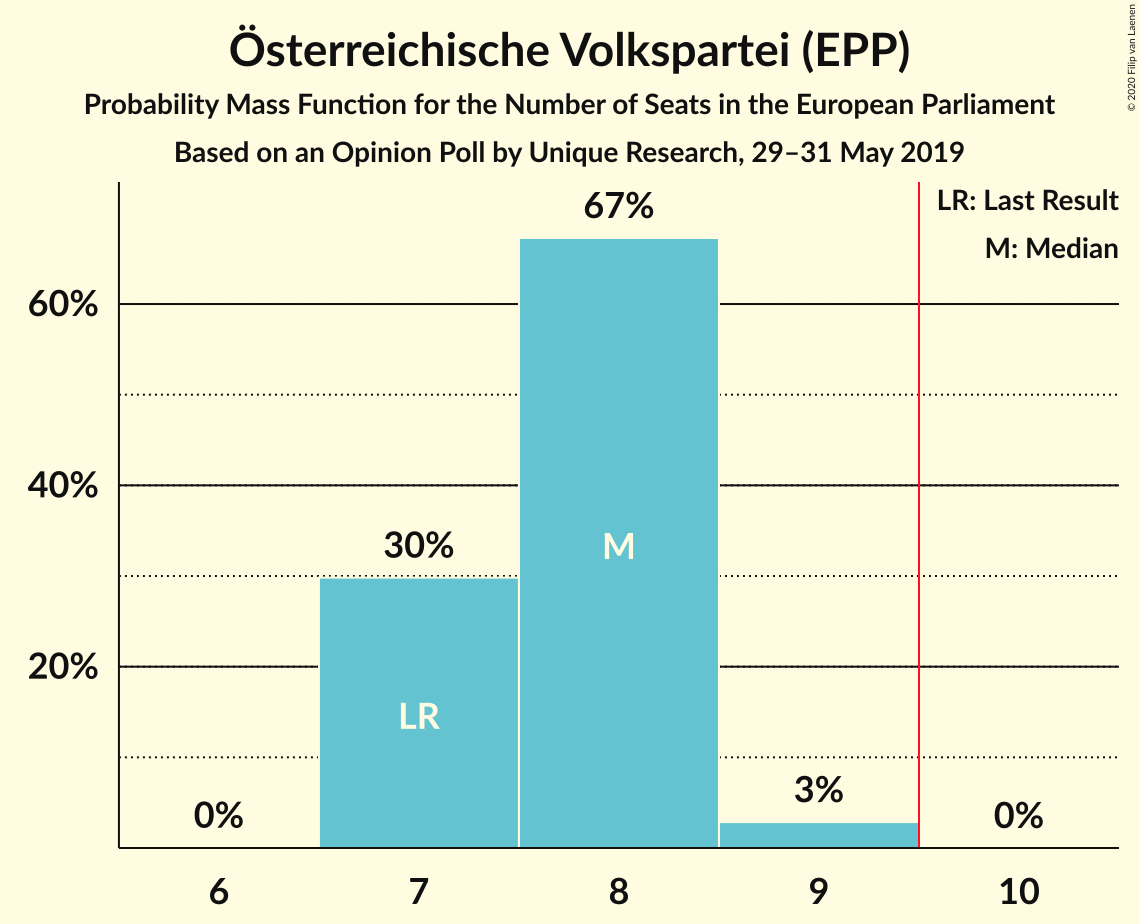 Österreichische Volkspartei (EPP)
Probability Mass Function for the Number of Seats in the European Parliament
Based on an Opinion Poll by Unique Research, 29–31 May 2019
© 2020 Filip van Laenen
LR: Last Result
M: Median
67%
60%
40%
30%
M
20%
LR
3%
0%
0%
6
7
8
9
10